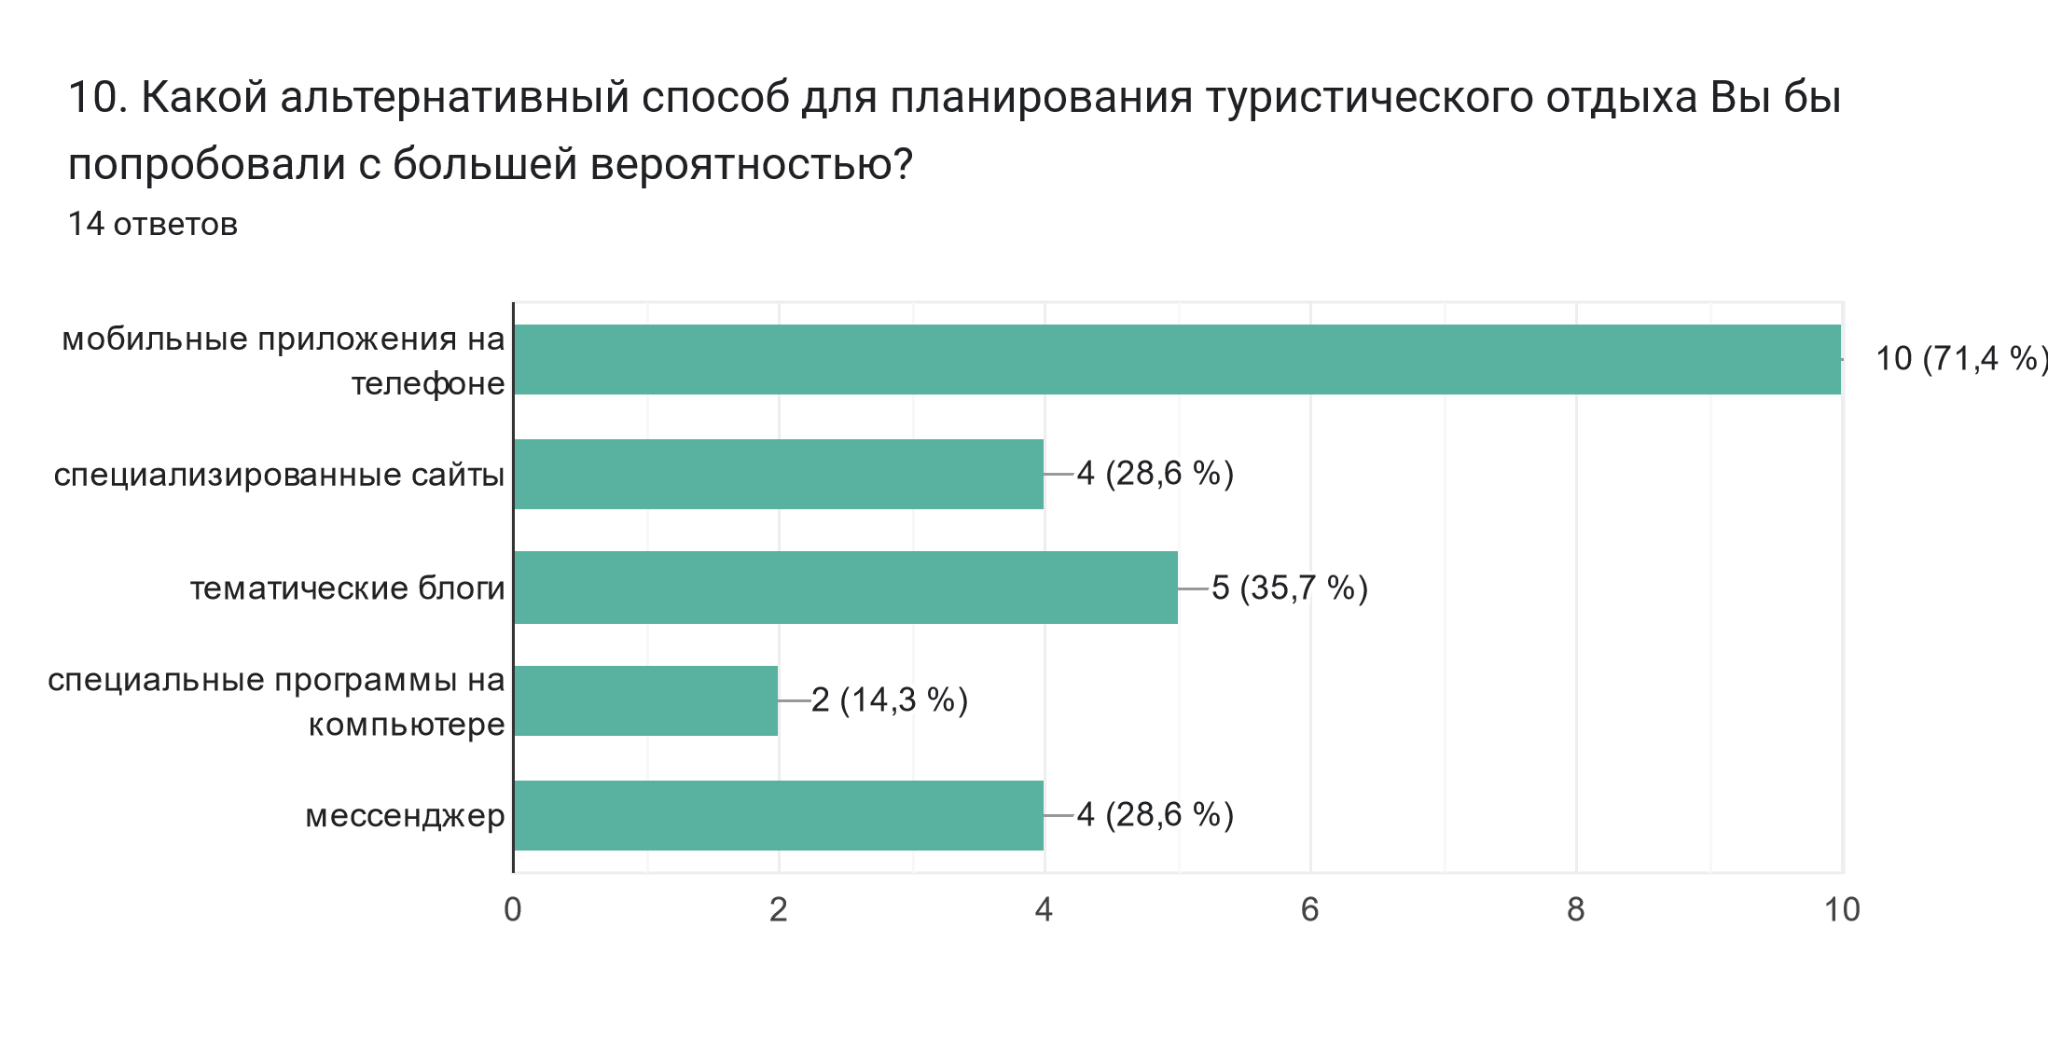 10. Какой альтернативный способ для планирования туристического отдыха Вы бы
попробовали с большей вероятностью?
14 ответов
мобильные приложения на
телефоне
10 (71,4 %)
специализированные сайты
4 (28,6 %)
тематические блоги
5 (35,7 %)
специальные программы на
компьютере
2 (14,3 %)
мессенджер
4 (28,6 %)
0 2 4 6 8 10